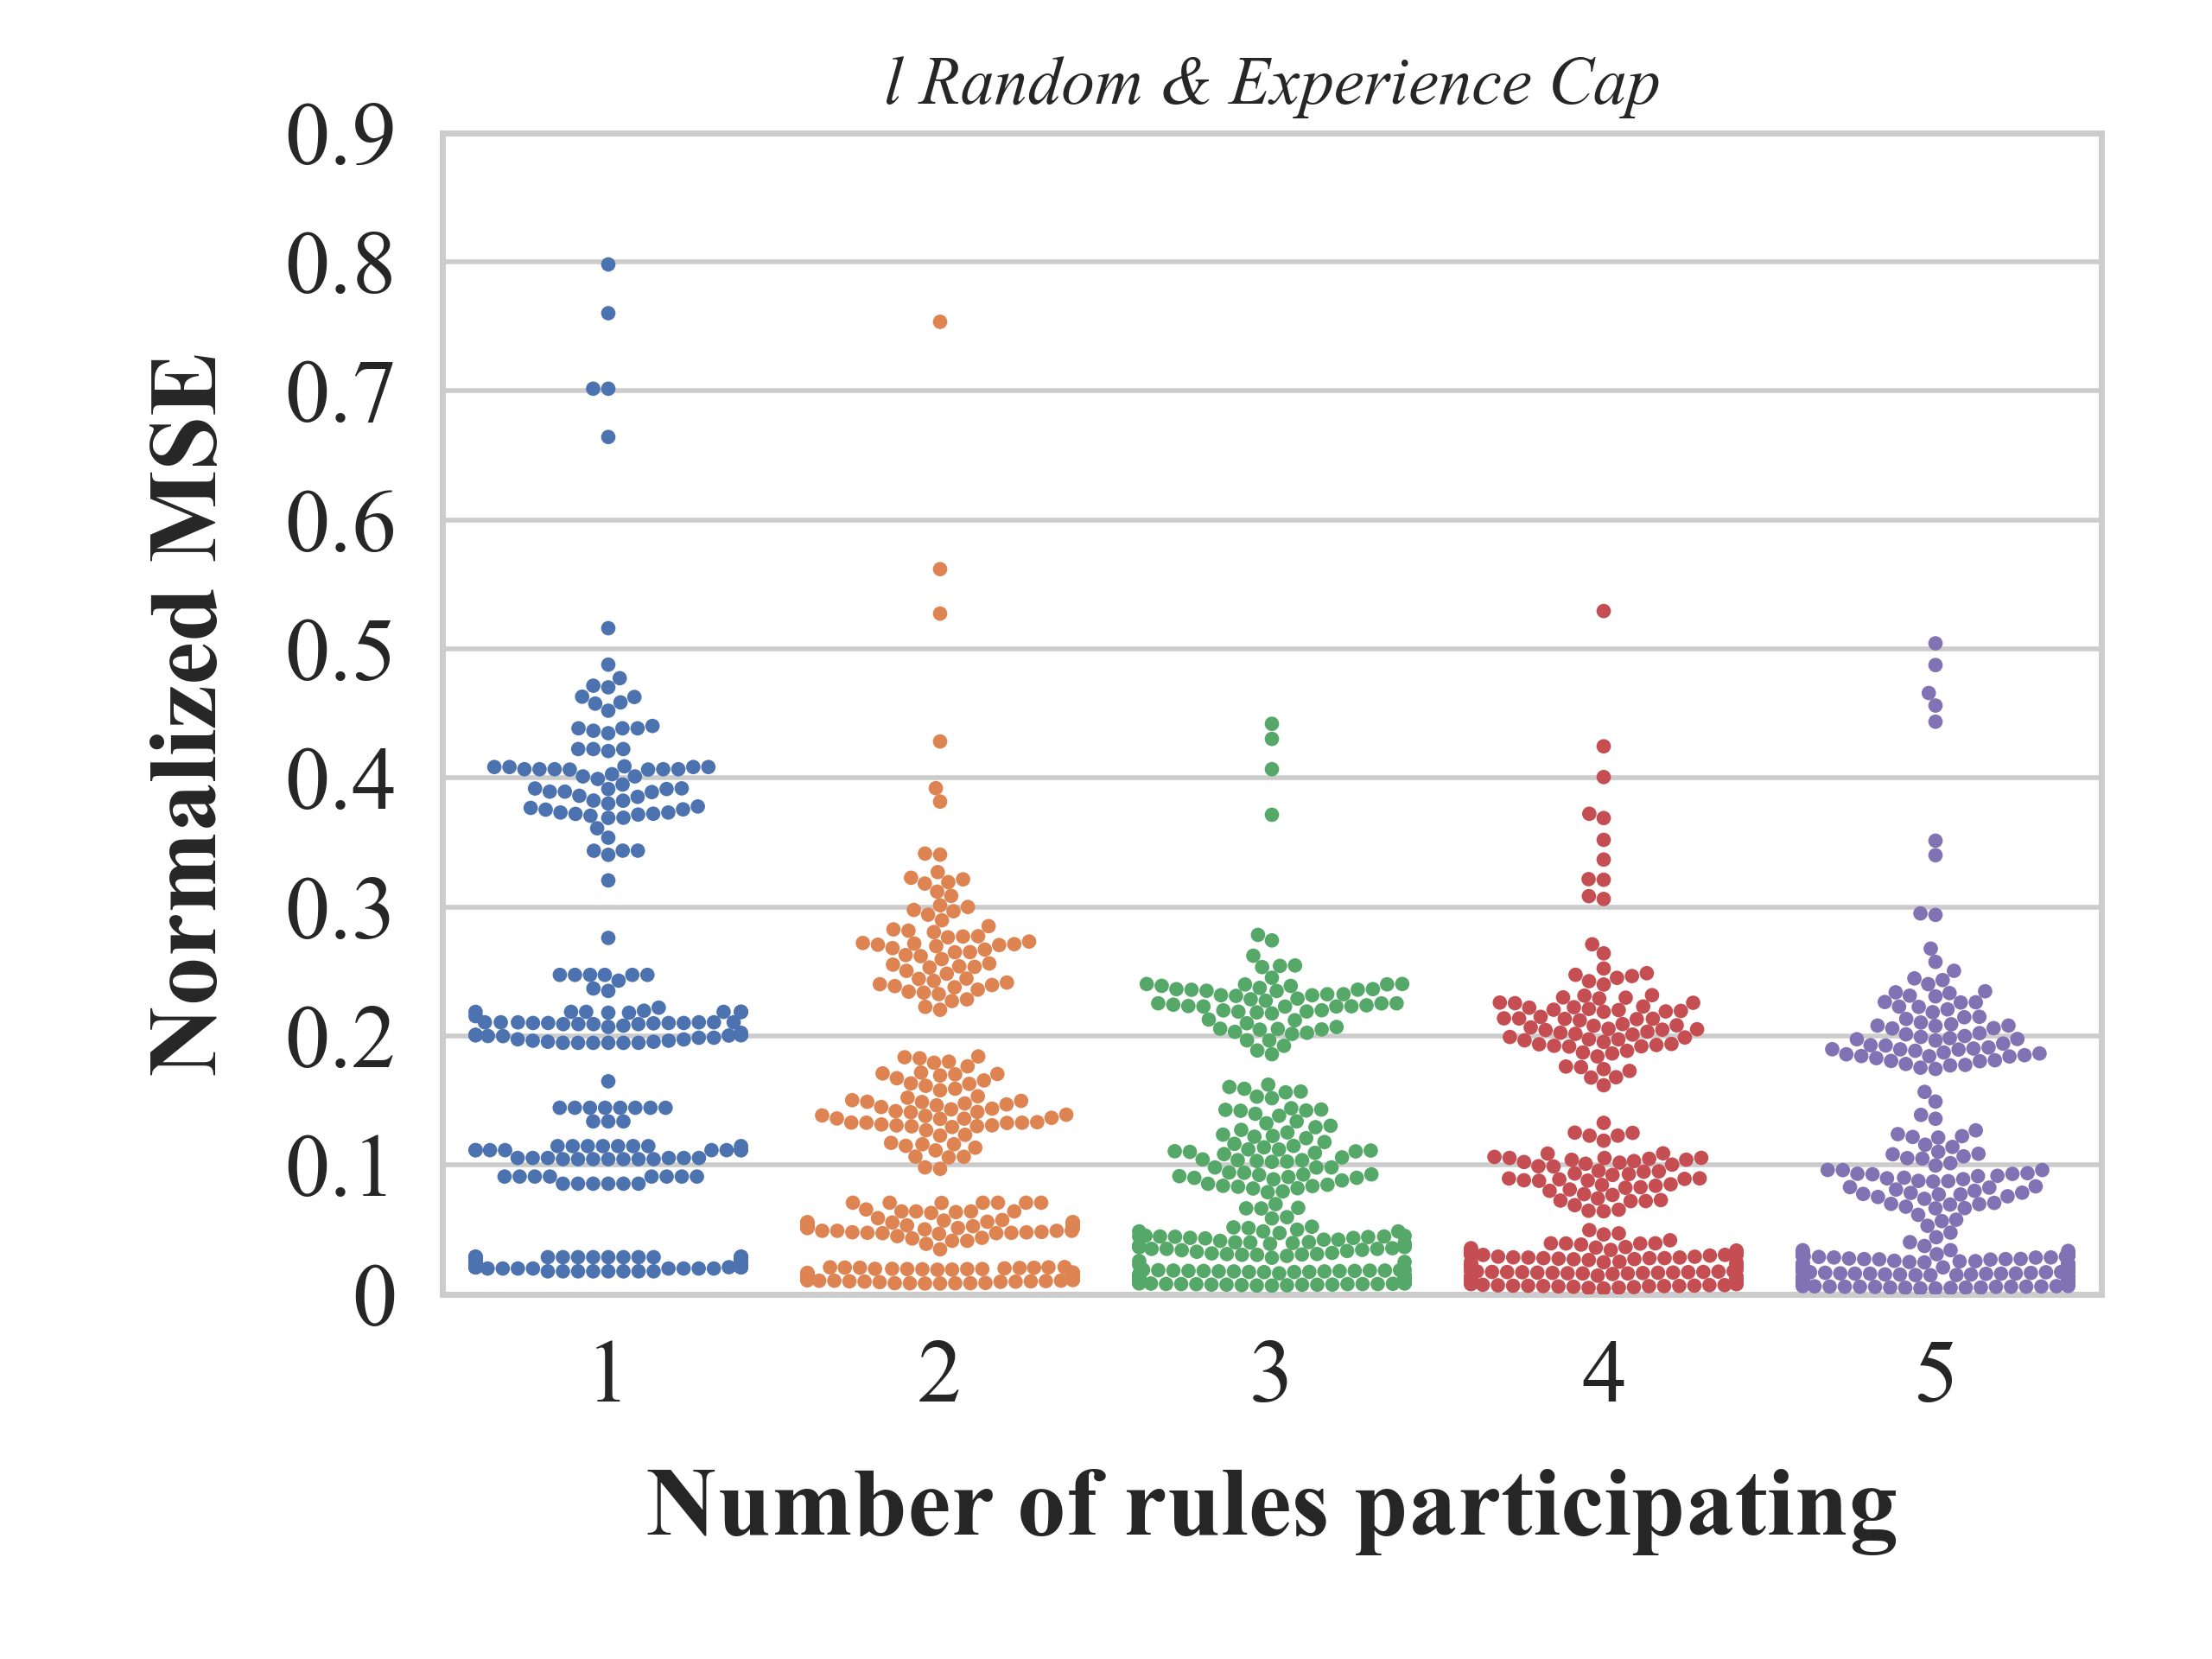 l Random & Experience Cap
0.9
0.8
0.7
0.6
0.5
0.4
0.3
0.2
0.1
0
Normalized MSE
1 2 3 4 5
Number of rules participating